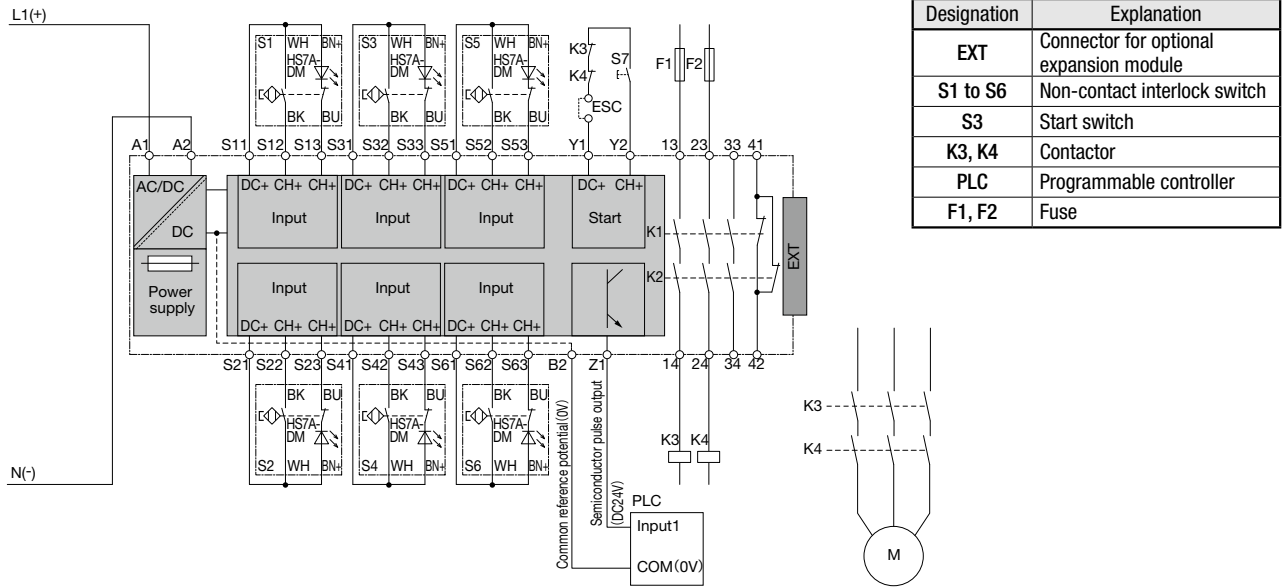 L1(+)
S1 WH BN+
HS7A-
DM
BK BU
S3 WH BN+
HS7A-
DM
BK BU
S5 WH BN+
HS7A-
DM
BK BU
K3
K4
ESC
S7
F1 F2
A1 A2 S11 S12 S13 S31 S32 S33 S51 S52 S53 Y1 Y2 13 23 33 41
AC/DC
DC
Power
supply
DC+ CH+ CH+ DC+ CH+ CH+ DC+ CH+ CH+ DC+ CH+
Input Input Input Start
K1
K2
EXT
Input Input Input
DC+ CH+ CH+ DC+ CH+ CH+ DC+ CH+ CH+
S21 S22 S23 S41 S42 S43 S61 S62 S63 B2 Z1 14 24 34 42
BK BU
HS7A-
DM
S2 WH BN+
BK BU
HS7A-
DM
S4 WH BN+
BK BU
HS7A-
DM
S6 WH BN+
N(-)
Common reference potential(0V)
Semiconductor pulse output
(DC24V)
K3 K4
PLC
Input1
COM(0V)
K3
K4
M
Designation Explanation
EXT Connector for optional
expansion module
S1 to S6 Non-contact interlock switch
S3 Start switch
K3, K4 Contactor
PLC Programmable controller
F1, F2 Fuse